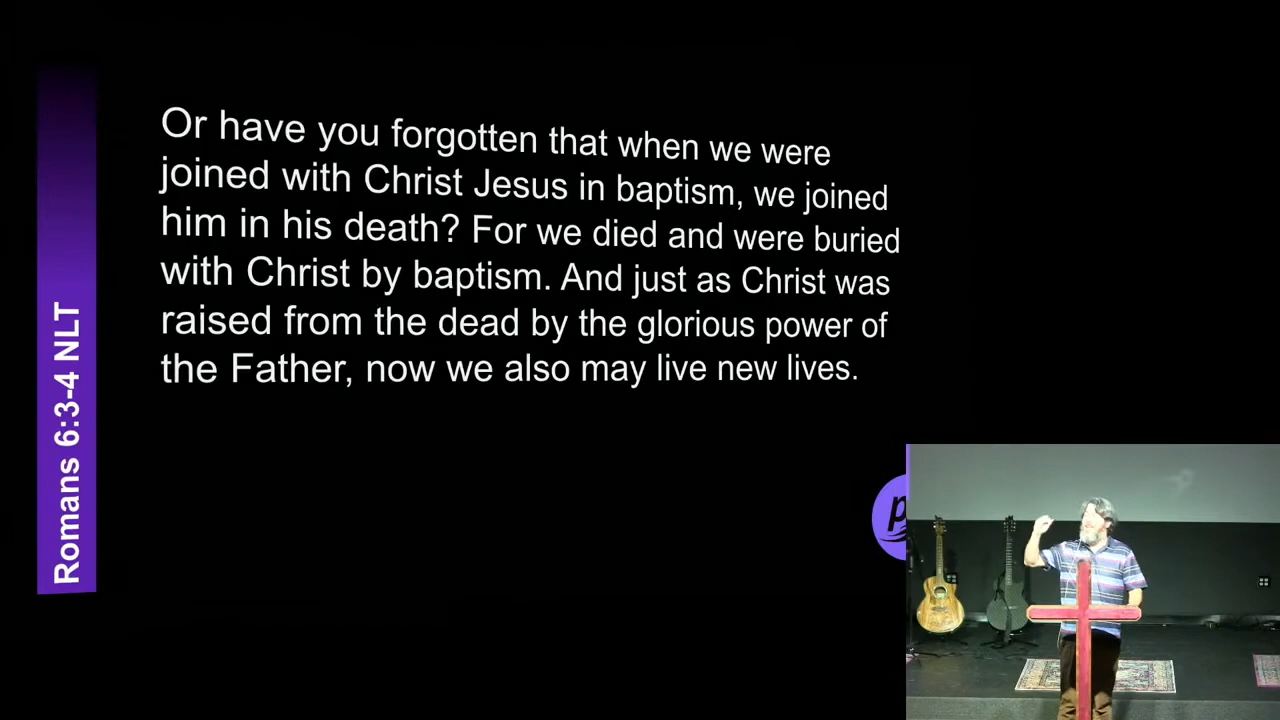 Or have you forgotten that when we were
joined with Christ Jesus in baptism, we joined
him in his death? For we died and were buried
with Christ by baptism. And just as Christ was
raised from the dead by the glorious power of
the Father, now we also may live new lives.
Romans 6:3-4 NLT
p